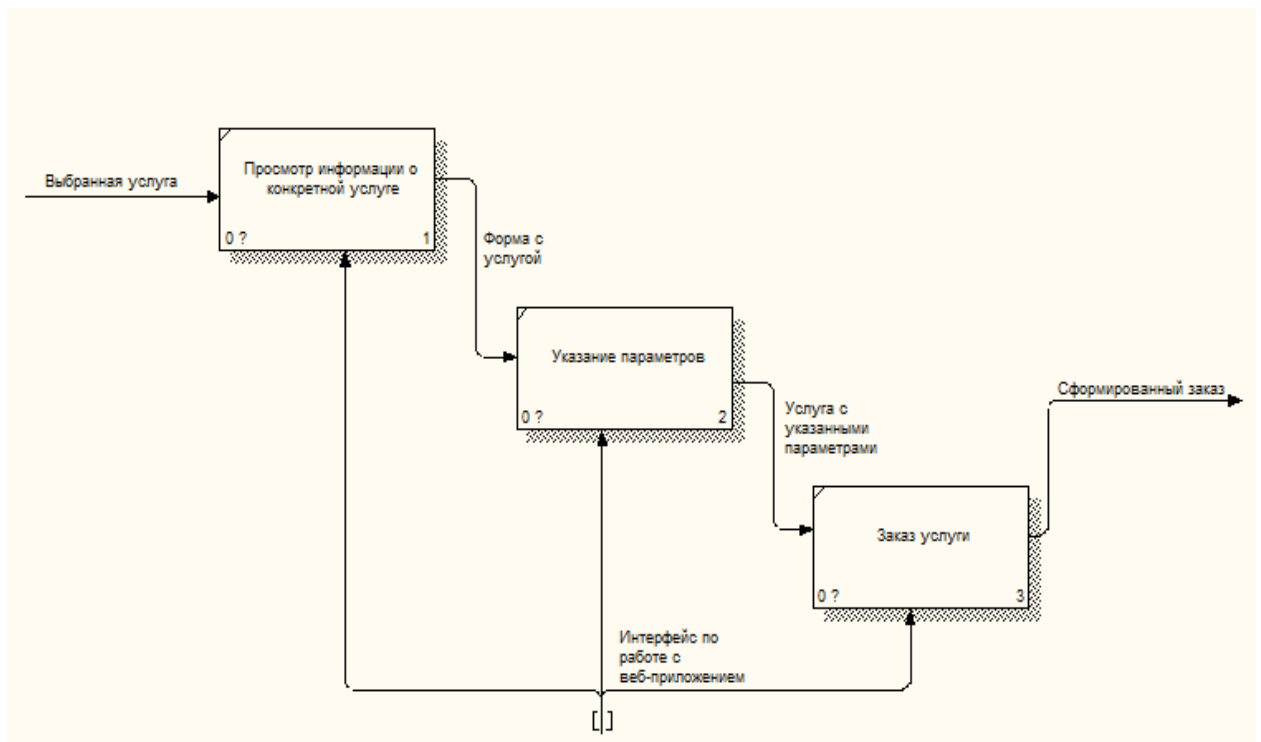 Выбранная услуга
Просмотр информации о
конкретной услуге
0 ?
1
Форма с
услугой
Указание параметров
0 ?
2
Услуга с
указанными
параметрами
Сформированный заказ
Заказ услуги
0 ?
3
Интерфейс по
работе с
веб-приложением